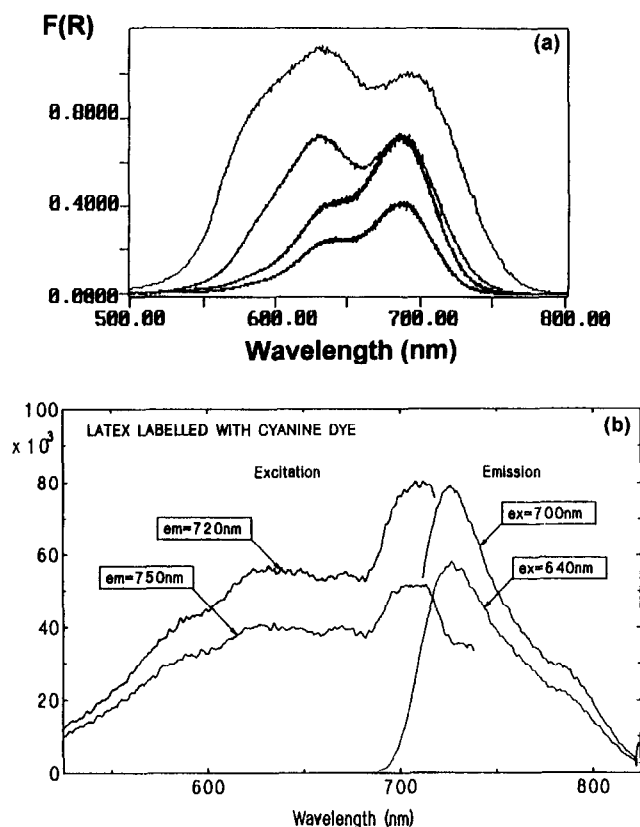 F(R)
(a)
0.8000
0.4000
0.0000
500.00 600.00 700.00 800.00
Wavelength (nm)
100
x 10³
LATEX LABELLED WITH CYANINE DYE
(b)
Excitation
Emission
80
em=720nm
ex=700nm
60
em=750nm
ex=640nm
40
20
0
600 700 800
Wavelength (nm)